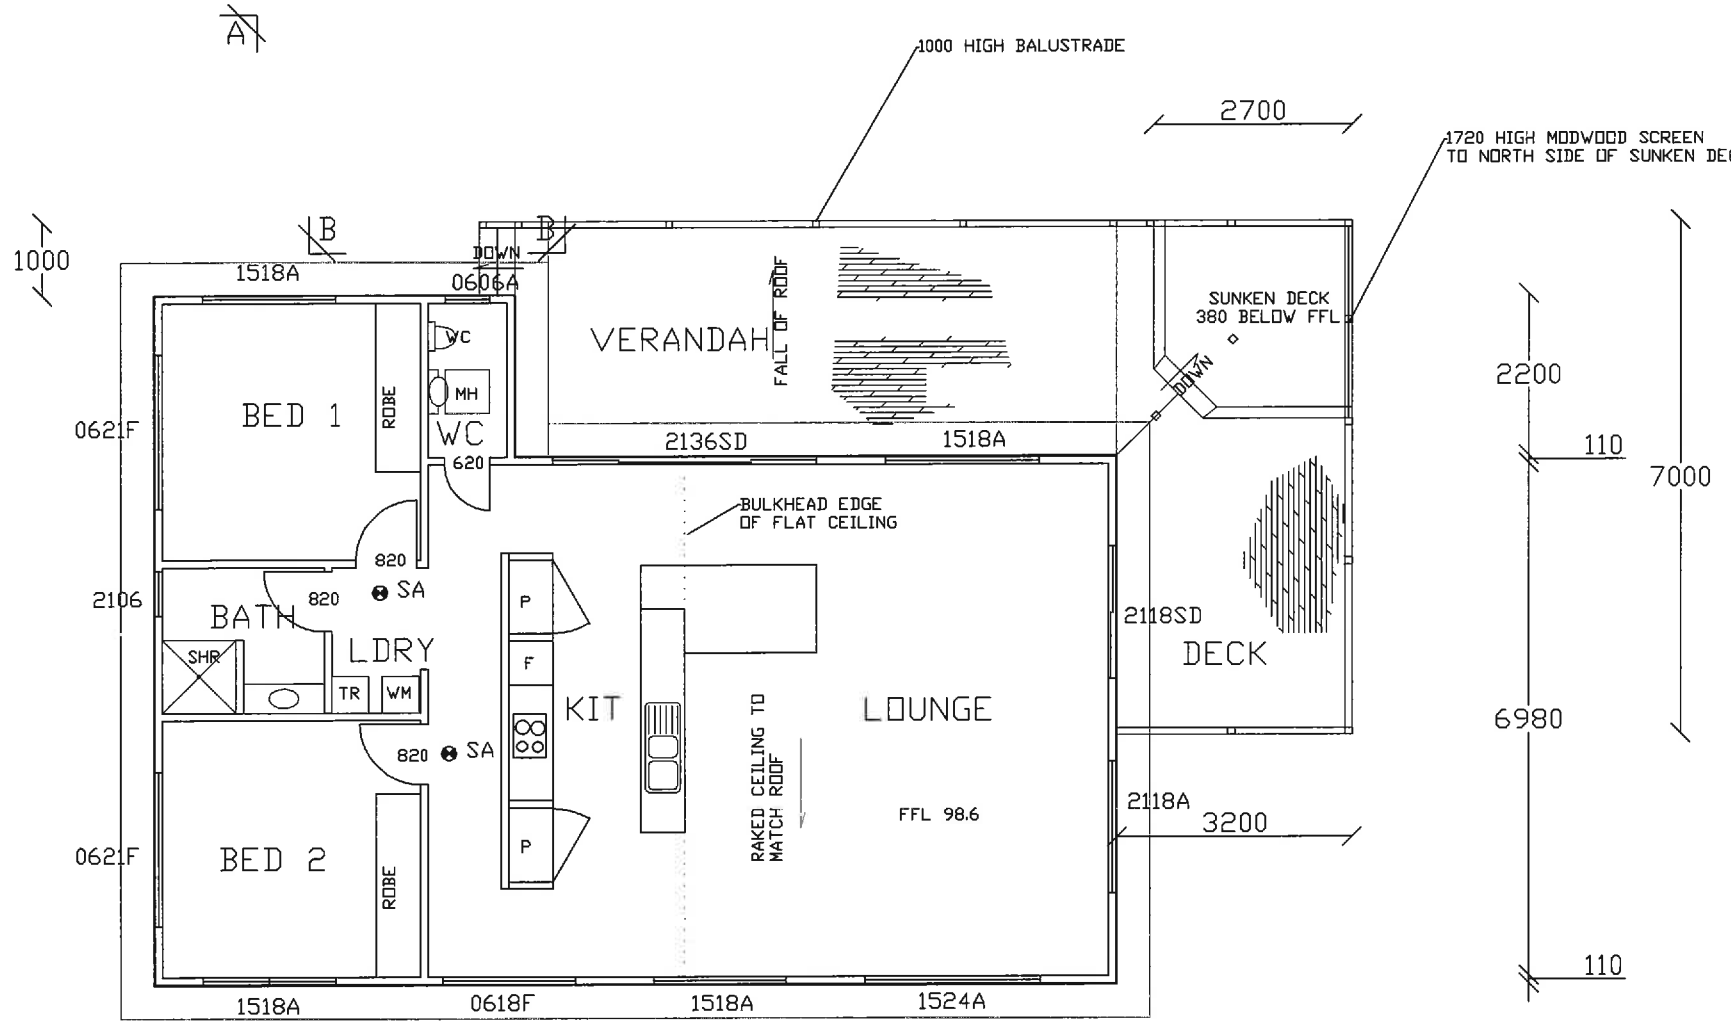 A
1000 HIGH BALUSTRADE
2700
1720 HIGH MODWOOD SCREEN
TO NORTH SIDE OF SUNKEN DE
B
B
1000
1518A
DOWN
0606A
FALL OF ROOF
SUNKEN DECK
380 BELOW FFL
VERANDAH
WC
DOWN
2200
MH
ROBE
BED 1
0621F
WC
2136SD
1518A
110
620
7000
BULKHEAD EDGE
OF FLAT CEILING
820
SA
2106
820
P
BATH
2118SD
LDRY
DECK
SHR
F
TR
WM
KIT
LOUNGE
6980
RAKED CEILING TO
MATCH ROOF
820
SA
2118A
FFL 98.6
3200
P
0621F
BED 2
ROBE
110
1518A
0618F
1518A
1524A